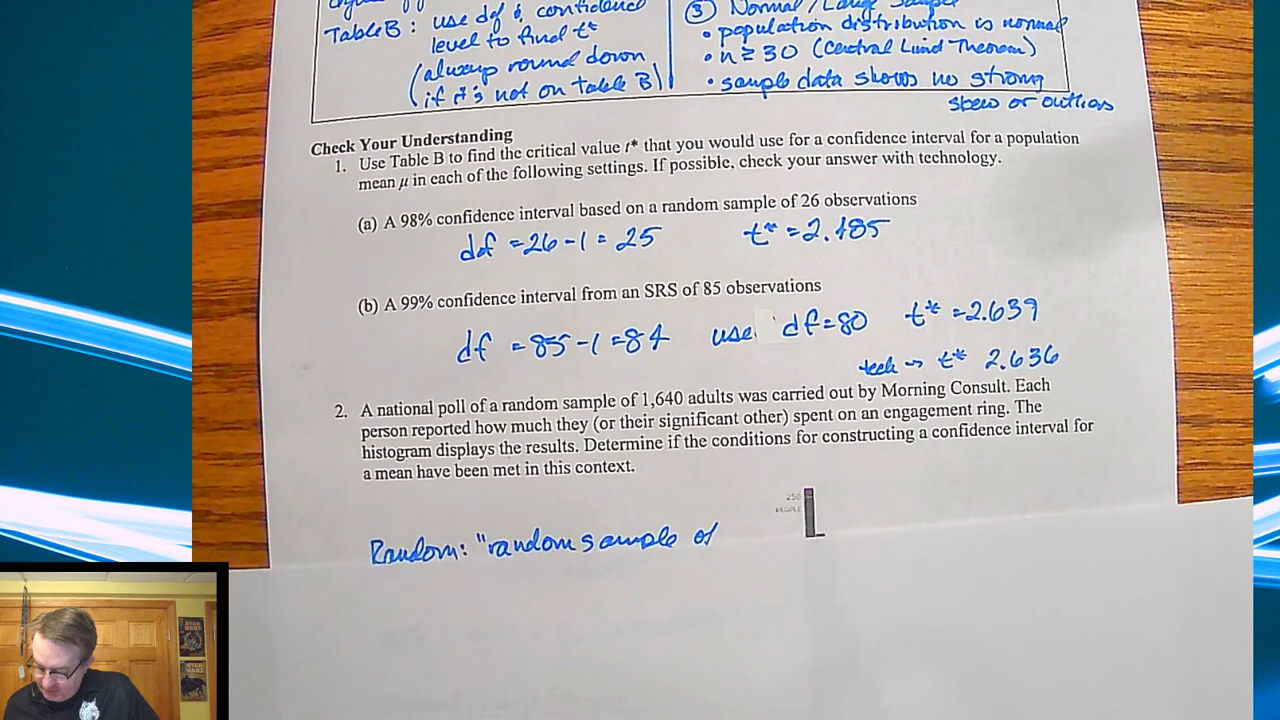 Table B: use df & confidence
level to find t*
(always round down
(if it's not on table B)
③ Normal / Large Sample
• population distribution is normal
• n ≥ 30 (Central Limit Theorem)
• sample data shows no strong
skew or outliers
Check Your Understanding
1. Use Table B to find the critical value t* that you would use for a confidence interval for a population
mean μ in each of the following settings. If possible, check your answer with technology.
(a) A 98% confidence interval based on a random sample of 26 observations
df = 26 - 1 = 25 t* = 2.485
(b) A 99% confidence interval from an SRS of 85 observations
df = 85 - 1 = 84 use df = 80 t* = 2.639
tech → t* 2.636
2. A national poll of a random sample of 1,640 adults was carried out by Morning Consult. Each
person reported how much they (or their significant other) spent on an engagement ring. The
histogram displays the results. Determine if the conditions for constructing a confidence interval for
a mean have been met in this context.
250
PEOPLE
Random: "random sample of
STAR
WARS
STAR
WARS